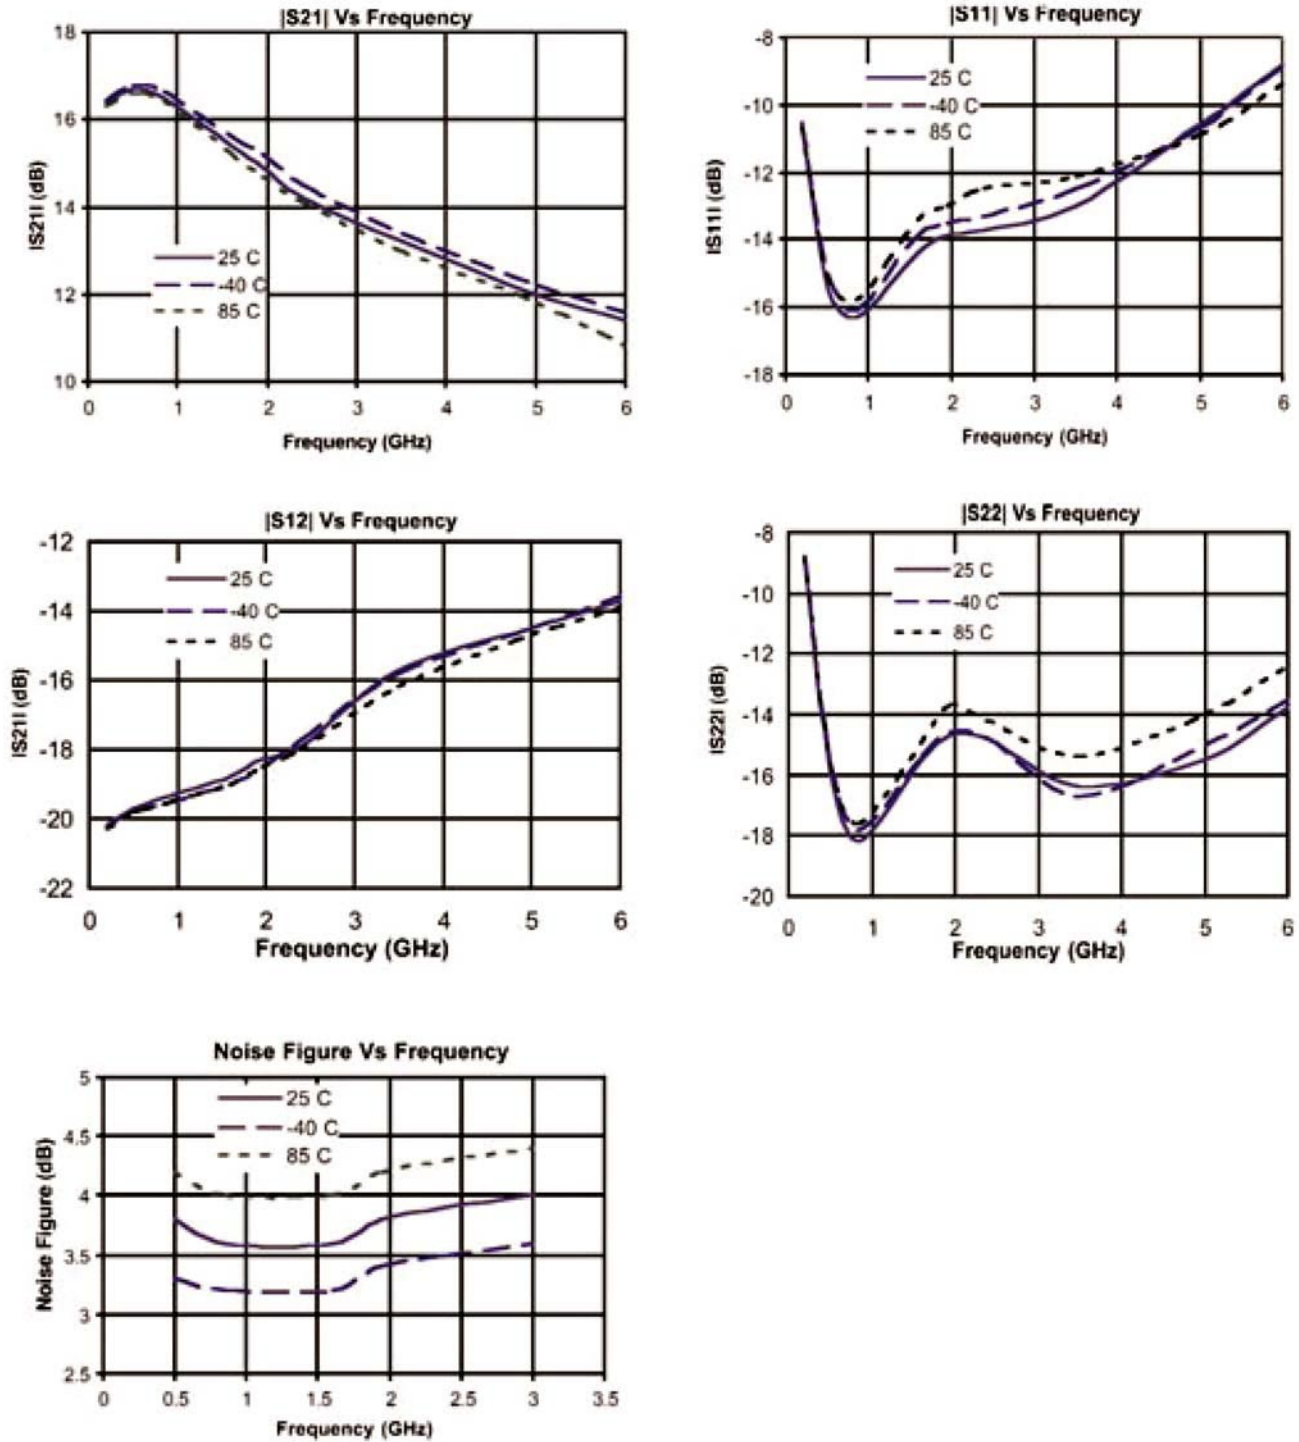 |S21| Vs Frequency
18
16
14
12
10
|S21| (dB)
25 C
-40 C
85 C
0 1 2 3 4 5 6
Frequency (GHz)
|S11| Vs Frequency
-8
-10
-12
-14
-16
-18
|S11| (dB)
25 C
-40 C
85 C
0 1 2 3 4 5 6
Frequency (GHz)
|S12| Vs Frequency
-12
-14
-16
-18
-20
-22
|S21| (dB)
25 C
-40 C
85 C
0 1 2 3 4 5 6
Frequency (GHz)
|S22| Vs Frequency
-8
-10
-12
-14
-16
-18
-20
|S22| (dB)
25 C
-40 C
85 C
0 1 2 3 4 5 6
Frequency (GHz)
Noise Figure Vs Frequency
5
4.5
4
3.5
3
2.5
Noise Figure (dB)
25 C
-40 C
85 C
0 0.5 1 1.5 2 2.5 3 3.5
Frequency (GHz)